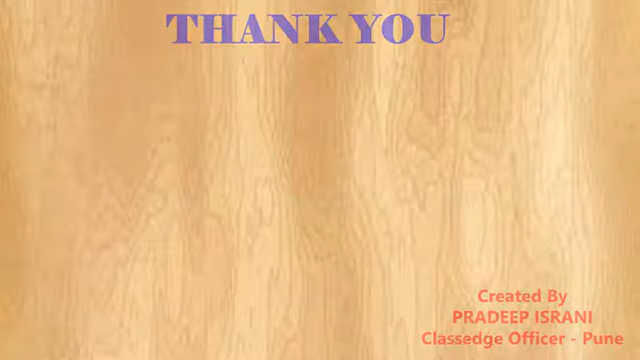 THANK YOU
Created By
PRADEEP ISRANI
Classedge Officer - Pune